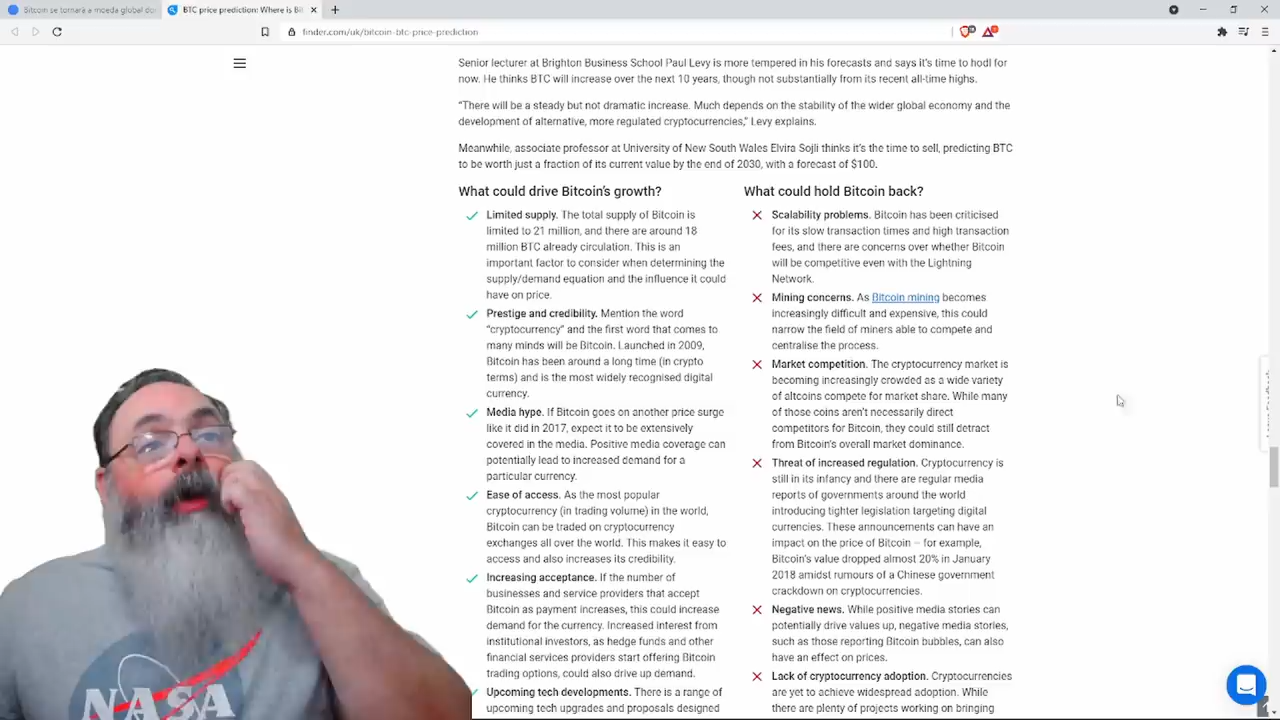 Bitcoin se tornará a moeda global do
BTC price prediction: Where is Bi
finder.com/uk/bitcoin-btc-price-prediction
Senior lecturer at Brighton Business School Paul Levy is more tempered in his forecasts and says it's time to hodl for
now. He thinks BTC will increase over the next 10 years, though not substantially from its recent all-time highs.
"There will be a steady but not dramatic increase. Much depends on the stability of the wider global economy and the
development of alternative, more regulated cryptocurrencies," Levy explains.
Meanwhile, associate professor at University of New South Wales Elvira Sojli thinks it's the time to sell, predicting BTC
to be worth just a fraction of its current value by the end of 2030, with a forecast of $100.
What could drive Bitcoin's growth?
Limited supply. The total supply of Bitcoin is
limited to 21 million, and there are around 18
million BTC already circulation. This is an
important factor to consider when determining the
supply/demand equation and the influence it could
have on price.
Prestige and credibility. Mention the word
"cryptocurrency" and the first word that comes to
many minds will be Bitcoin. Launched in 2009,
Bitcoin has been around a long time (in crypto
terms) and is the most widely recognised digital
currency.
Media hype. If Bitcoin goes on another price surge
like it did in 2017, expect it to be extensively
covered in the media. Positive media coverage can
potentially lead to increased demand for a
particular currency.
Ease of access. As the most popular
cryptocurrency (in trading volume) in the world,
Bitcoin can be traded on cryptocurrency
exchanges all over the world. This makes it easy to
access and also increases its credibility.
Increasing acceptance. If the number of
businesses and service providers that accept
Bitcoin as payment increases, this could increase
demand for the currency. Increased interest from
institutional investors, as hedge funds and other
financial services providers start offering Bitcoin
trading options, could also drive up demand.
Upcoming tech developments. There is a range of
upcoming tech upgrades and proposals designed
What could hold Bitcoin back?
Scalability problems. Bitcoin has been criticised
for its slow transaction times and high transaction
fees, and there are concerns over whether Bitcoin
will be competitive even with the Lightning
Network.
Mining concerns. As Bitcoin mining becomes
increasingly difficult and expensive, this could
narrow the field of miners able to compete and
centralise the process.
Market competition. The cryptocurrency market is
becoming increasingly crowded as a wide variety
of altcoins compete for market share. While many
of those coins aren't necessarily direct
competitors for Bitcoin, they could still detract
from Bitcoin's overall market dominance.
Threat of increased regulation. Cryptocurrency is
still in its infancy and there are regular media
reports of governments around the world
introducing tighter legislation targeting digital
currencies. These announcements can have an
impact on the price of Bitcoin – for example,
Bitcoin's value dropped almost 20% in January
2018 amidst rumours of a Chinese government
crackdown on cryptocurrencies.
Negative news. While positive media stories can
potentially drive values up, negative media stories,
such as those reporting Bitcoin bubbles, can also
have an effect on prices.
Lack of cryptocurrency adoption. Cryptocurrencies
are yet to achieve widespread adoption. While
there are plenty of projects working on bringing
NASA